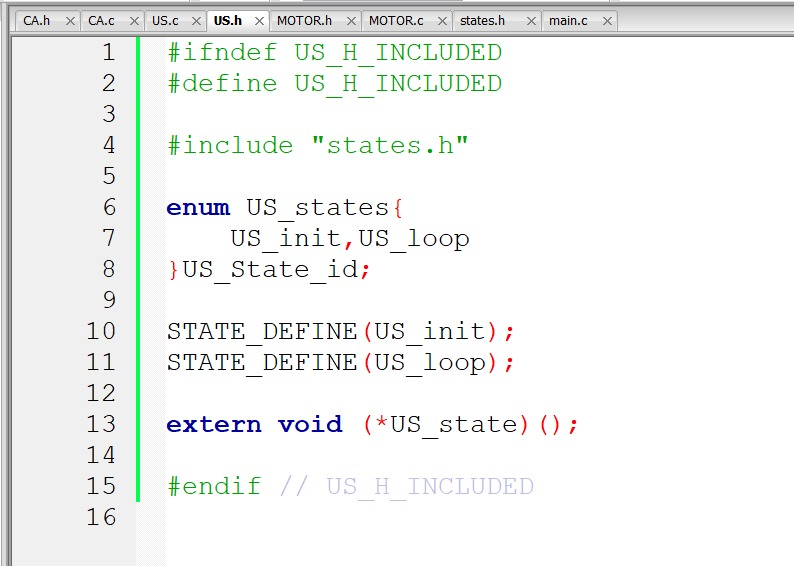 CA.h CA.c US.c US.h MOTOR.h MOTOR.c states.h main.c
1 #ifndef US_H_INCLUDED
2 #define US_H_INCLUDED
3
4 #include "states.h"
5
6 enum US_states{
7 US_init,US_loop
8 }US_State_id;
9
10 STATE_DEFINE(US_init);
11 STATE_DEFINE(US_loop);
12
13 extern void (*US_state)();
14
15 #endif // US_H_INCLUDED
16